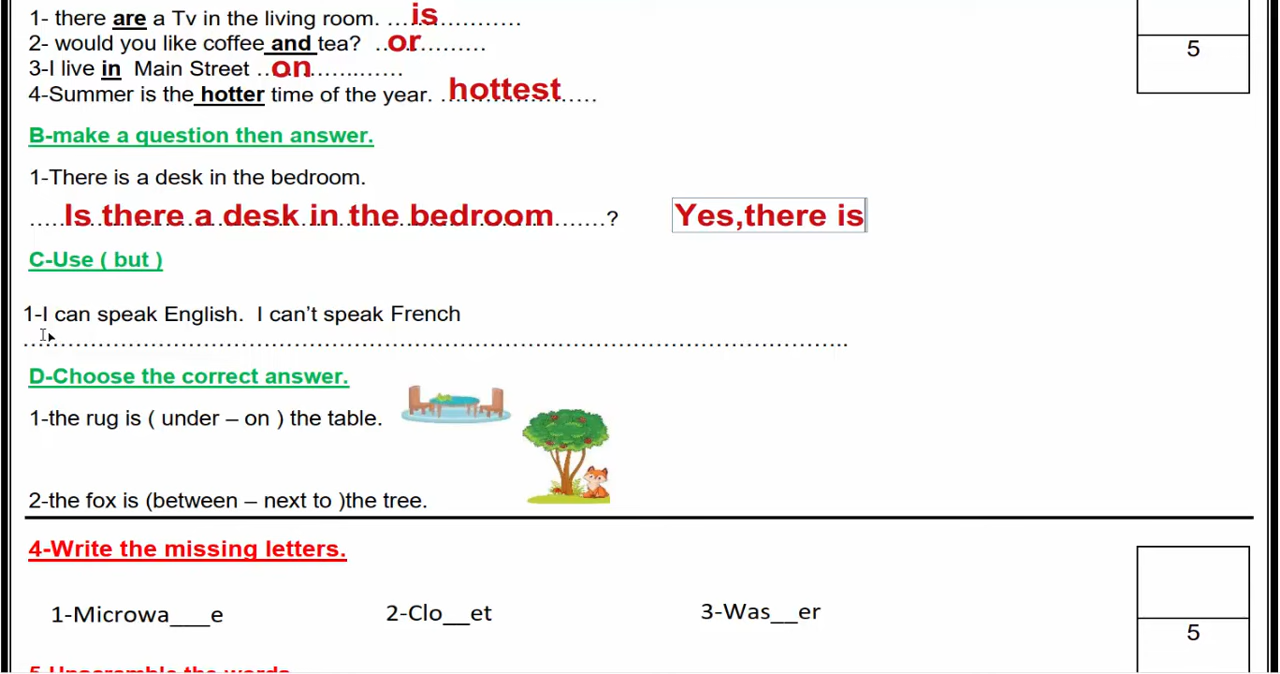 1- there are a Tv in the living room. ....is............
2- would you like coffee and tea? ..or.........
3-I live in Main Street ..on..........
4-Summer is the hotter time of the year. ..hottest.....
5
B-make a question then answer.
1-There is a desk in the bedroom.
.....Is there a desk in the bedroom.......? Yes,there is
C-Use ( but )
1-I can speak English. I can't speak French
................................................................................................
D-Choose the correct answer.
1-the rug is ( under – on ) the table.
2-the fox is (between – next to )the tree.
4-Write the missing letters.
1-Microwa___e 2-Clo__et 3-Was__er
5
5-Unscramble the words